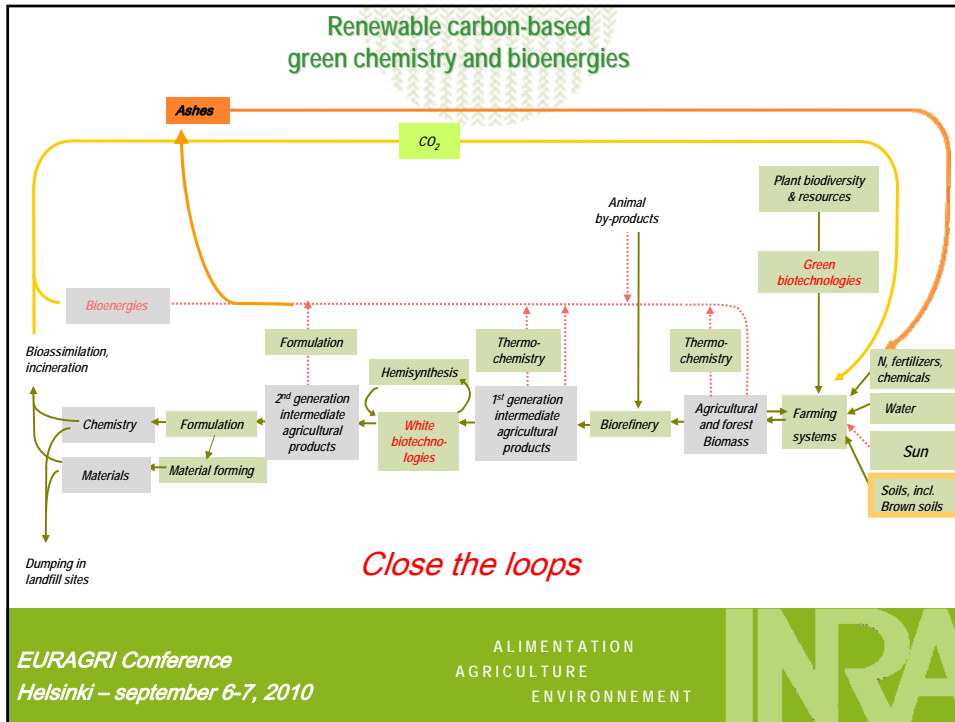 Renewable carbon-based
green chemistry and bioenergies
Ashes
CO2
Plant biodiversity
& resources
Animal
by-products
Green
biotechnologies
Bioenergies
Bioassimilation,
incineration
Formulation
Thermo-
chemistry
Thermo-
chemistry
N, fertilizers,
chemicals
Hemisynthesis
2nd generation
intermediate
agricultural
products
1st generation
intermediate
agricultural
products
Agricultural
and forest
Biomass
Farming
systems
Water
Chemistry
Formulation
White
biotechno-
logies
Biorefinery
Sun
Materials
Material forming
Soils, incl.
Brown soils
Dumping in
landfill sites
Close the loops
EURAGRI Conference
Helsinki – september 6-7, 2010
ALIMENTATION
AGRICULTURE
ENVIRONNEMENT
INRA